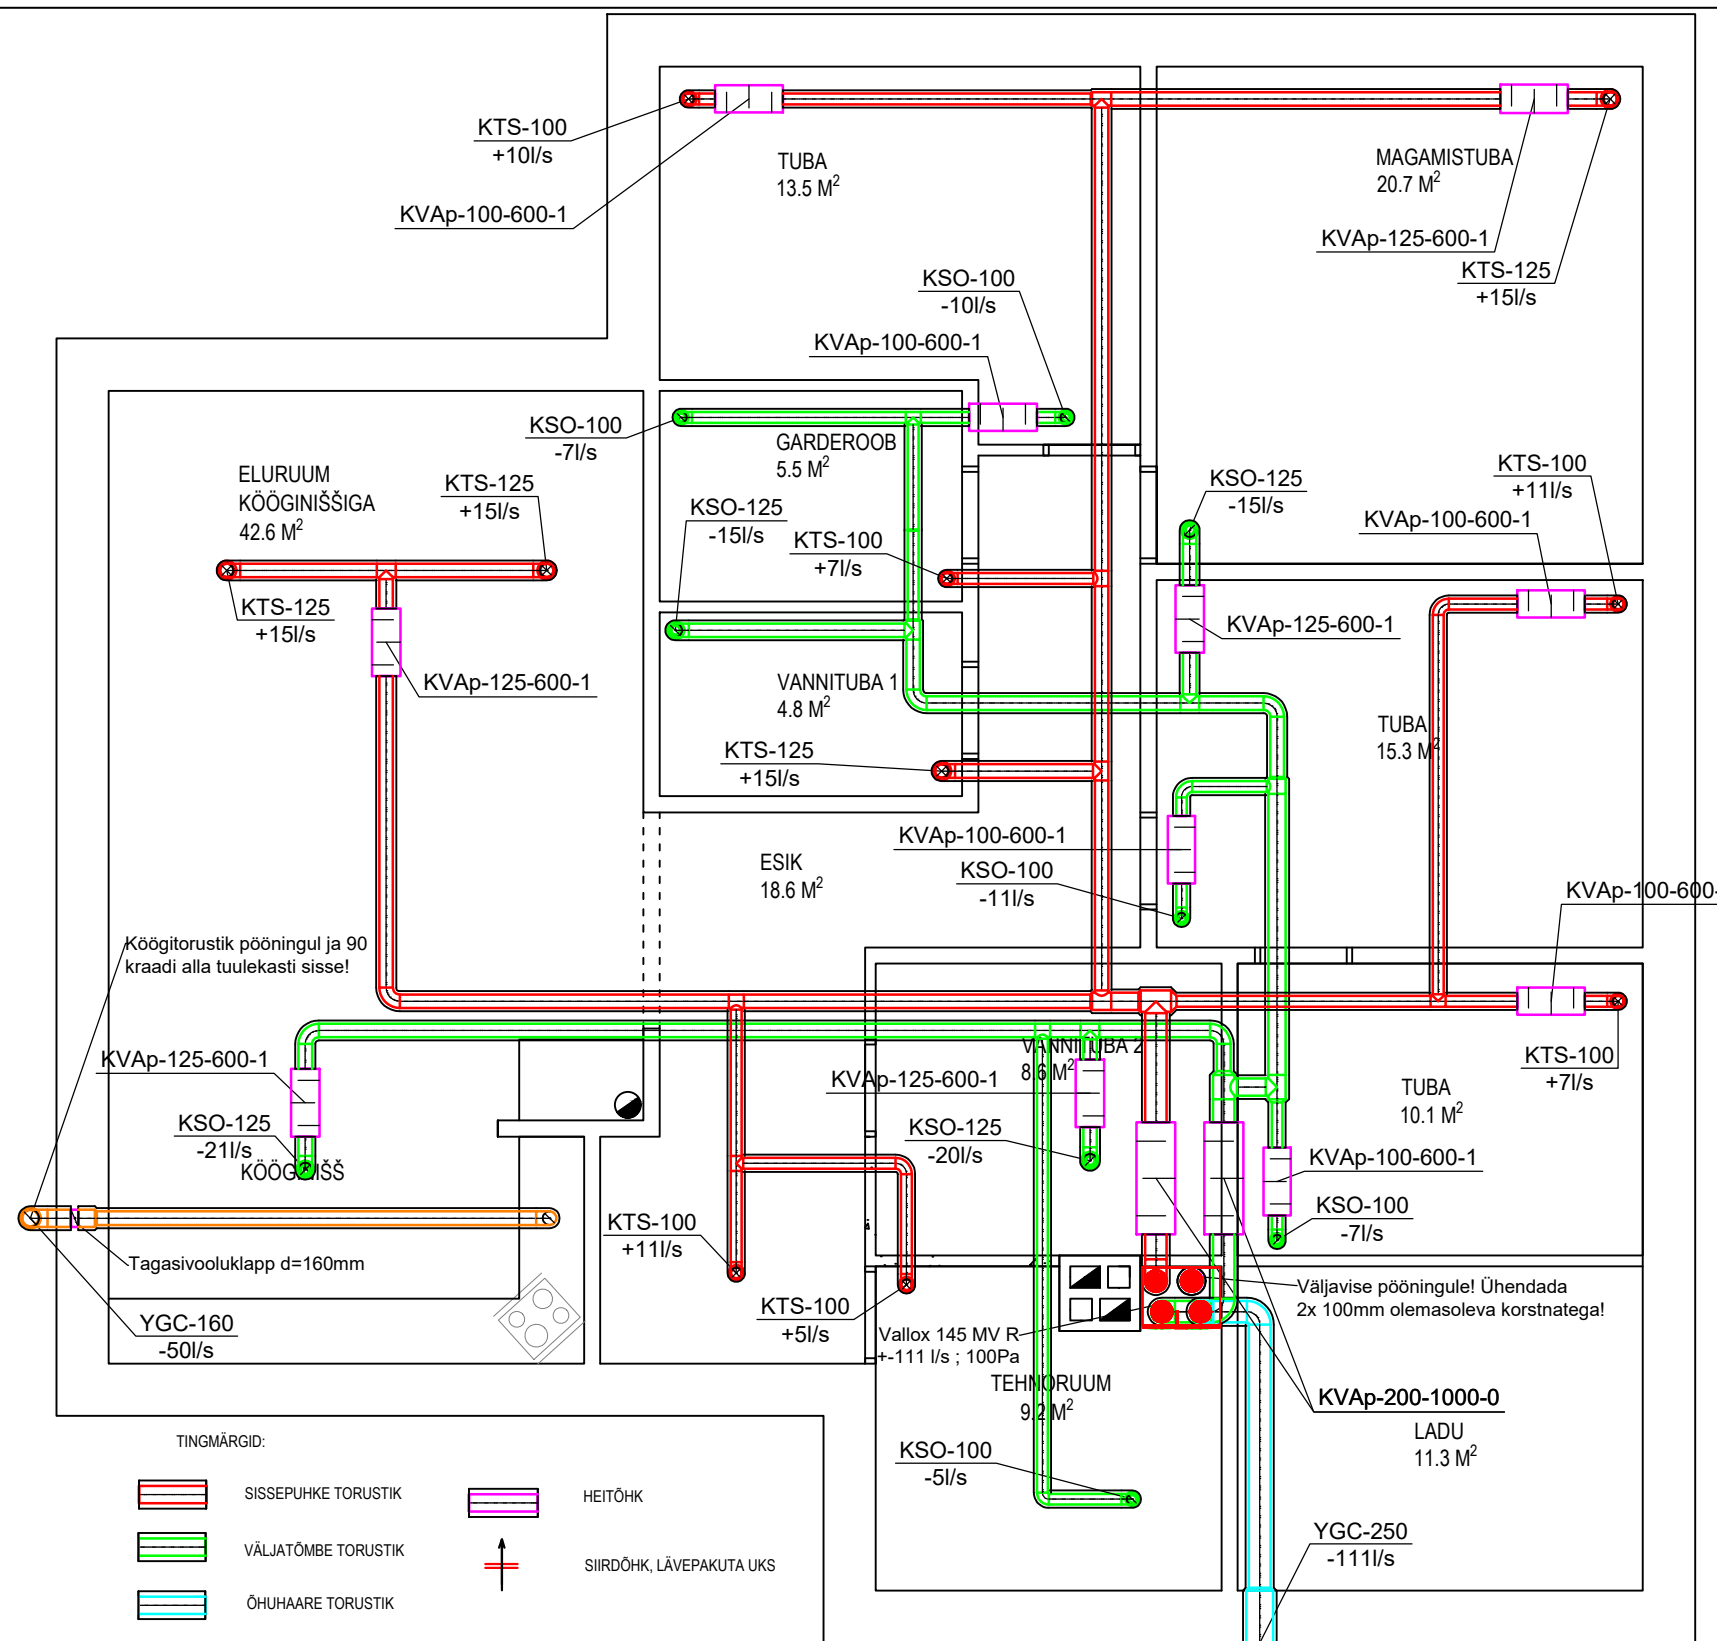 KTS-100
+10l/s
TUBA
13.5 M²
KVAp-100-600-1
MAGAMISTUBA
20.7 M²
KVAp-125-600-1
KTS-125
+15l/s
KSO-100
-10l/s
KVAp-100-600-1
KSO-100
-7l/s
GARDEROOB
5.5 M²
ELURUUM
KÖÖGINIŠŠIGA
42.6 M²
KTS-125
+15l/s
KSO-125
-15l/s
KTS-100
+7l/s
KSO-125
-15l/s
KTS-100
+11l/s
KVAp-100-600-1
KTS-125
+15l/s
KVAp-125-600-1
KVAp-125-600-1
VANNITUBA 1
4.8 M²
TUBA
15.3 M²
KTS-125
+15l/s
KVAp-100-600-1
KSO-100
-11l/s
ESIK
18.6 M²
KVAp-100-600-
Köögitorustik pööningul ja 90
kraadi alla tuulekasti sisse!
KVAp-125-600-1
KSO-125
-21l/s
KÖÖGINIŠŠ
VANNITUBA 2
8.6 M²
KVAp-125-600-1
KSO-125
-20l/s
KTS-100
+7l/s
TUBA
10.1 M²
KVAp-100-600-1
KSO-100
-7l/s
Tagasivooluklapp d=160mm
YGC-160
-50l/s
KTS-100
+11l/s
KTS-100
+5l/s
Väljavise pööningule! Ühendada
2x 100mm olemasoleva korstnatega!
Vallox 145 MV R
+-111 l/s ; 100Pa
TEHNORUUM
9.2 M²
KVAp-200-1000-0
LADU
11.3 M²
KSO-100
-5l/s
YGC-250
-111l/s
TINGMÄRGID:
SISSEPUHKE TORUSTIK
HEITÕHK
VÄLJATÕMBE TORUSTIK
SIIRDÕHK, LÄVEPAKUTA UKS
ÕHUHAARE TORUSTIK